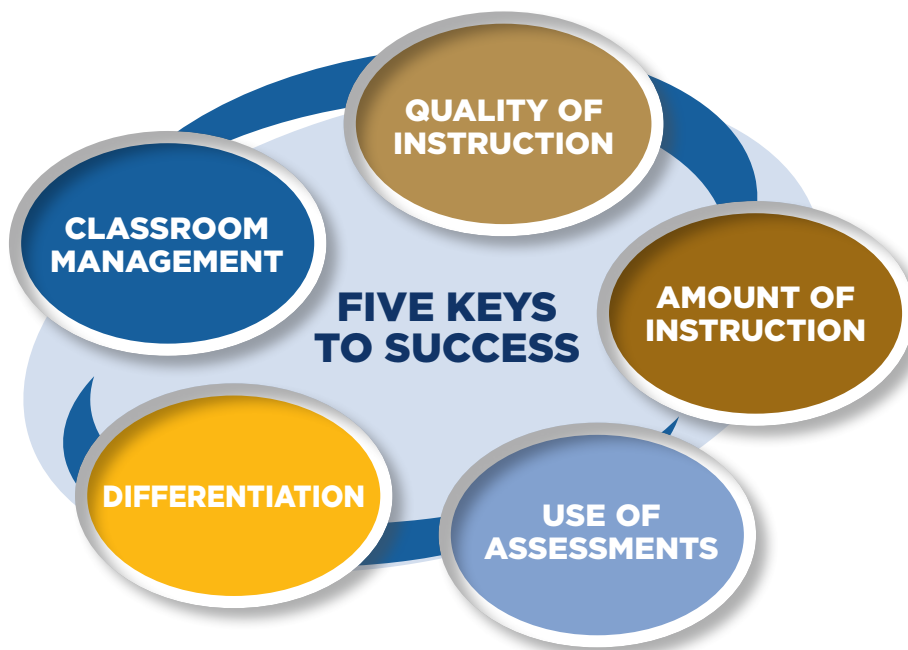 FIVE KEYS
TO SUCCESS
QUALITY OF
INSTRUCTION
AMOUNT OF
INSTRUCTION
USE OF
ASSESSMENTS
DIFFERENTIATION
CLASSROOM
MANAGEMENT